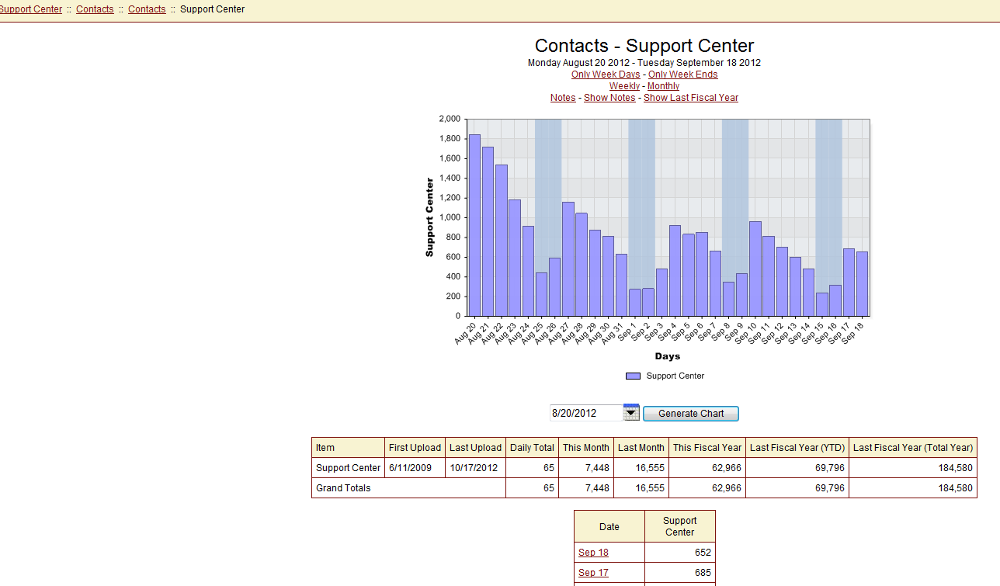 Support Center :: Contacts :: Contacts :: Support Center
Contacts - Support Center
Monday August 20 2012 - Tuesday September 18 2012
Only Week Days - Only Week Ends
Weekly - Monthly
Notes - Show Notes - Show Last Fiscal Year
2,000
1,800
1,600
1,400
1,200
1,000
800
600
400
200
0
Support Center
Aug 20
Aug 21
Aug 22
Aug 23
Aug 24
Aug 25
Aug 26
Aug 27
Aug 28
Aug 29
Aug 30
Aug 31
Sep 1
Sep 2
Sep 3
Sep 4
Sep 5
Sep 6
Sep 7
Sep 8
Sep 9
Sep 10
Sep 11
Sep 12
Sep 13
Sep 14
Sep 15
Sep 16
Sep 17
Sep 18
Days
Support Center
8/20/2012 Generate Chart
Item First Upload Last Upload Daily Total This Month Last Month This Fiscal Year Last Fiscal Year (YTD) Last Fiscal Year (Total Year)
Support Center 6/11/2009 10/17/2012 65 7,448 16,555 62,966 69,796 184,580
Grand Totals 65 7,448 16,555 62,966 69,796 184,580
Date Support
Center
Sep 18 652
Sep 17 685